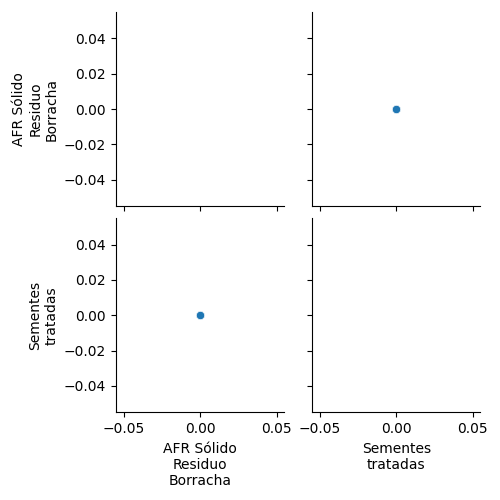 0.04
0.02
0.00
−0.02
−0.04
AFR Sólido
Residuo
Borracha
0.04
0.02
0.00
−0.02
−0.04
Sementes
tratadas
−0.05
0.00
0.05
−0.05
0.00
0.05
AFR Sólido
Residuo
Borracha
Sementes
tratadas